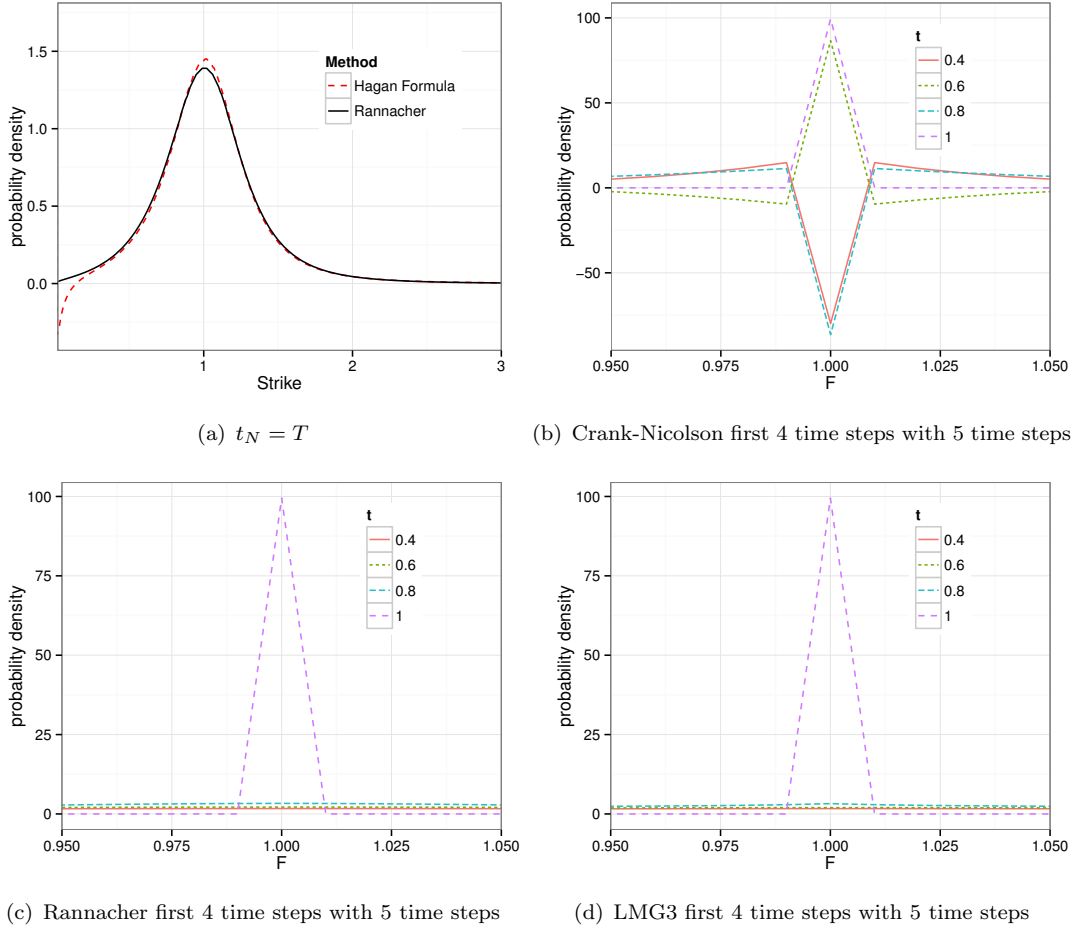 probability density
1.5
1.0
0.5
0.0
Method
Hagan Formula
Rannacher
1
2
3
Strike
(a) t_N = T
probability density
100
50
0
−50
t
0.4
0.6
0.8
1
0.950
0.975
1.000
1.025
1.050
F
(b) Crank-Nicolson first 4 time steps with 5 time steps
probability density
100
75
50
25
0
t
0.4
0.6
0.8
1
0.950
0.975
1.000
1.025
1.050
F
(c) Rannacher first 4 time steps with 5 time steps
probability density
100
75
50
25
0
t
0.4
0.6
0.8
1
0.950
0.975
1.000
1.025
1.050
F
(d) LMG3 first 4 time steps with 5 time steps